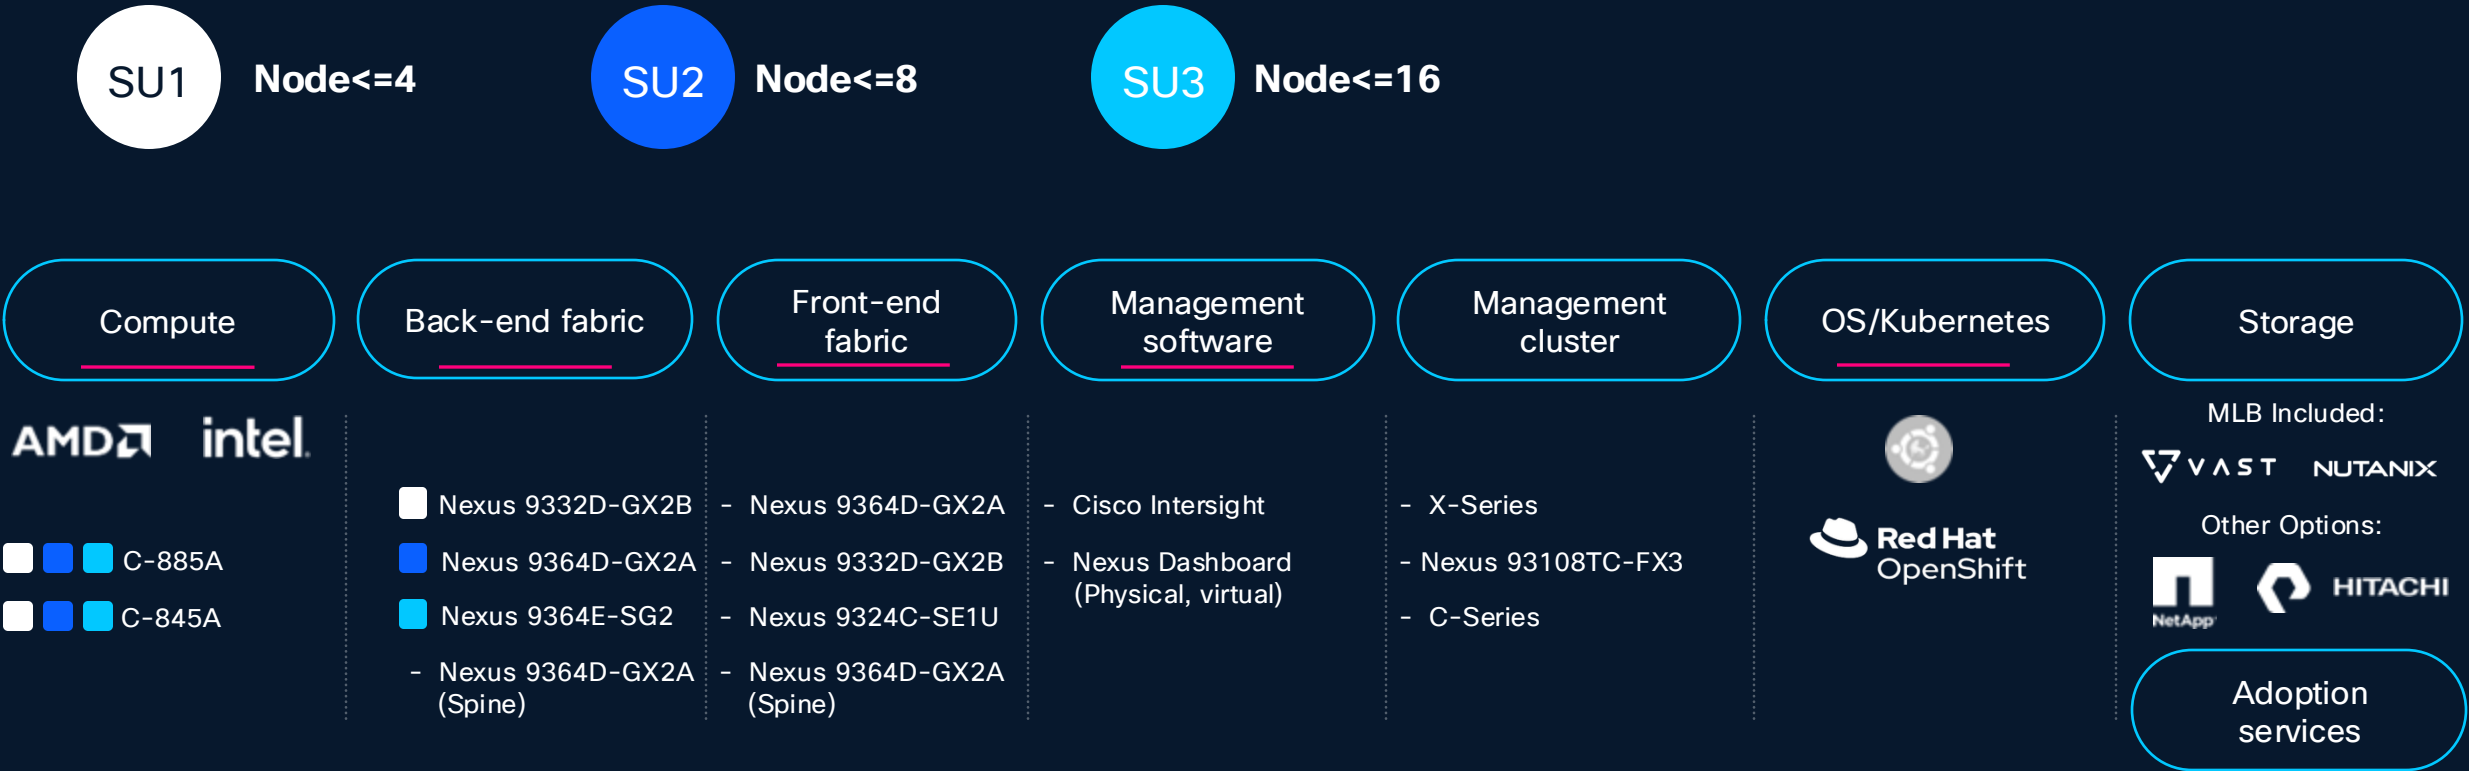 SU1
Node<=4
SU2
Node<=8
SU3
Node<=16
Compute
Back-end fabric
Front-end
fabric
Management
software
Management
cluster
OS/Kubernetes
Storage
AMD
intel.
C-885A
C-845A
Nexus 9332D-GX2B
Nexus 9364D-GX2A
Nexus 9364E-SG2
- Nexus 9364D-GX2A
(Spine)
- Nexus 9364D-GX2A
- Nexus 9332D-GX2B
- Nexus 9324C-SE1U
- Nexus 9364D-GX2A
(Spine)
- Cisco Intersight
- Nexus Dashboard
(Physical, virtual)
- X-Series
- Nexus 93108TC-FX3
- C-Series
Red Hat
OpenShift
MLB Included:
VAST
NUTANIX
Other Options:
NetApp
HITACHI
Adoption
services